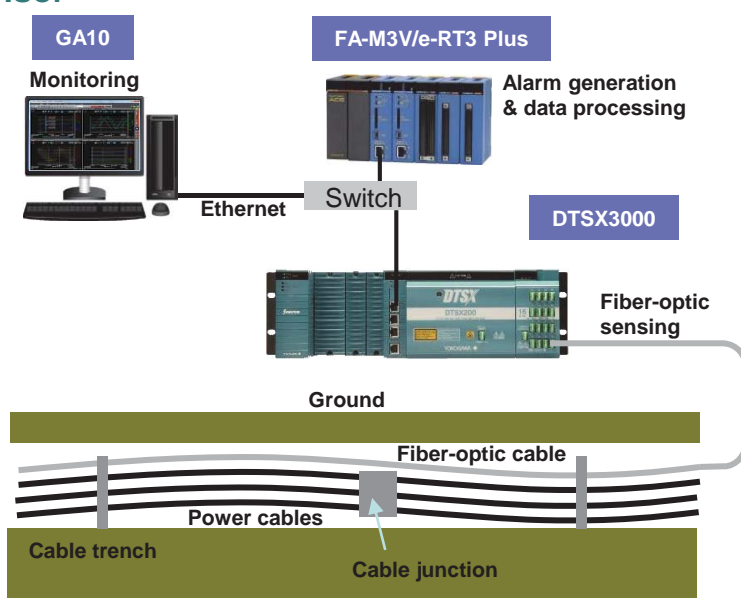 GA10
FA-M3V/e-RT3 Plus
Monitoring
Alarm generation
& data processing
Switch
Ethernet
DTSX3000
DTSX
DTSX200
Fiber-optic
sensing
YOKOGAWA
Ground
Fiber-optic cable
Power cables
Cable trench
Cable junction